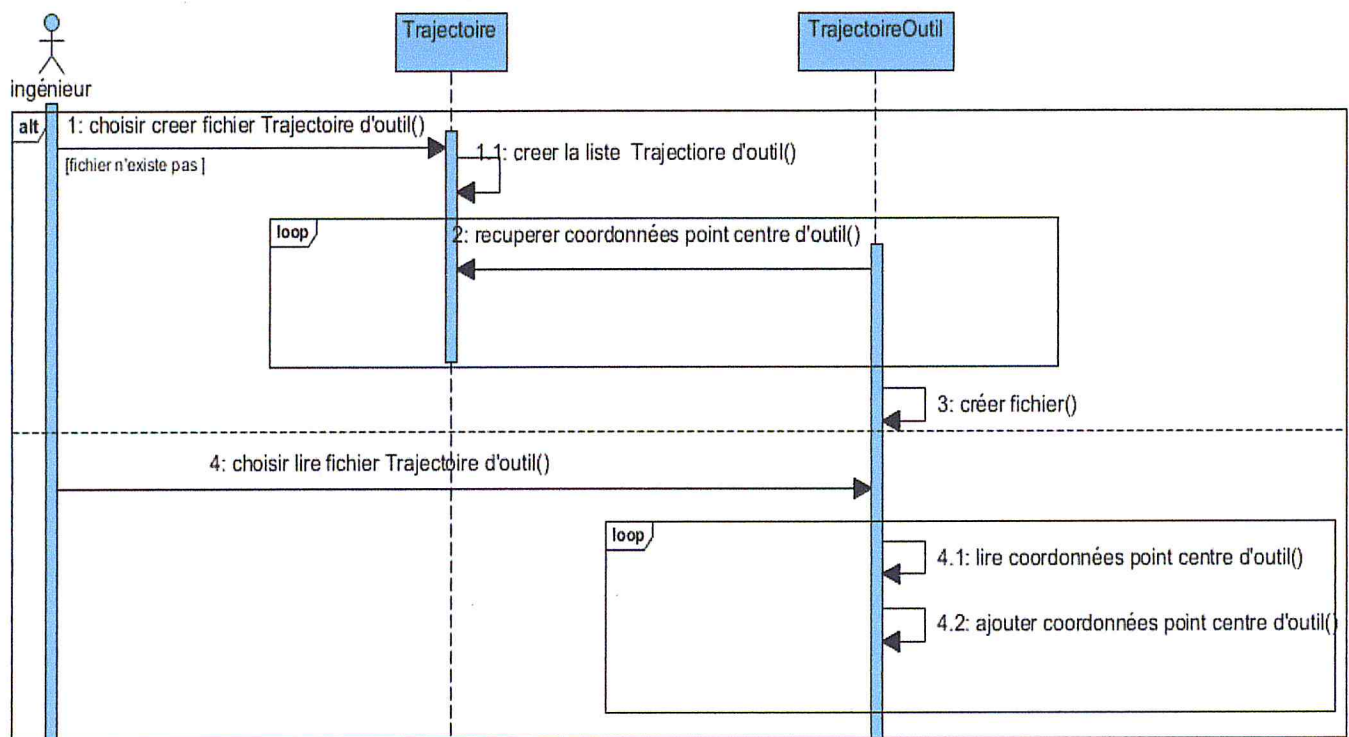 Trajectoire
TrajectoireOutil
ingénieur
alt
1: choisir creer fichier Trajectoire d'outil()
[fichier n'existe pas ]
1.1: creer la liste Trajectiore d'outil()
loop
2: recuperer coordonnées point centre d'outil()
3: créer fichier()
4: choisir lire fichier Trajectoire d'outil()
loop
4.1: lire coordonnées point centre d'outil()
4.2: ajouter coordonnées point centre d'outil()